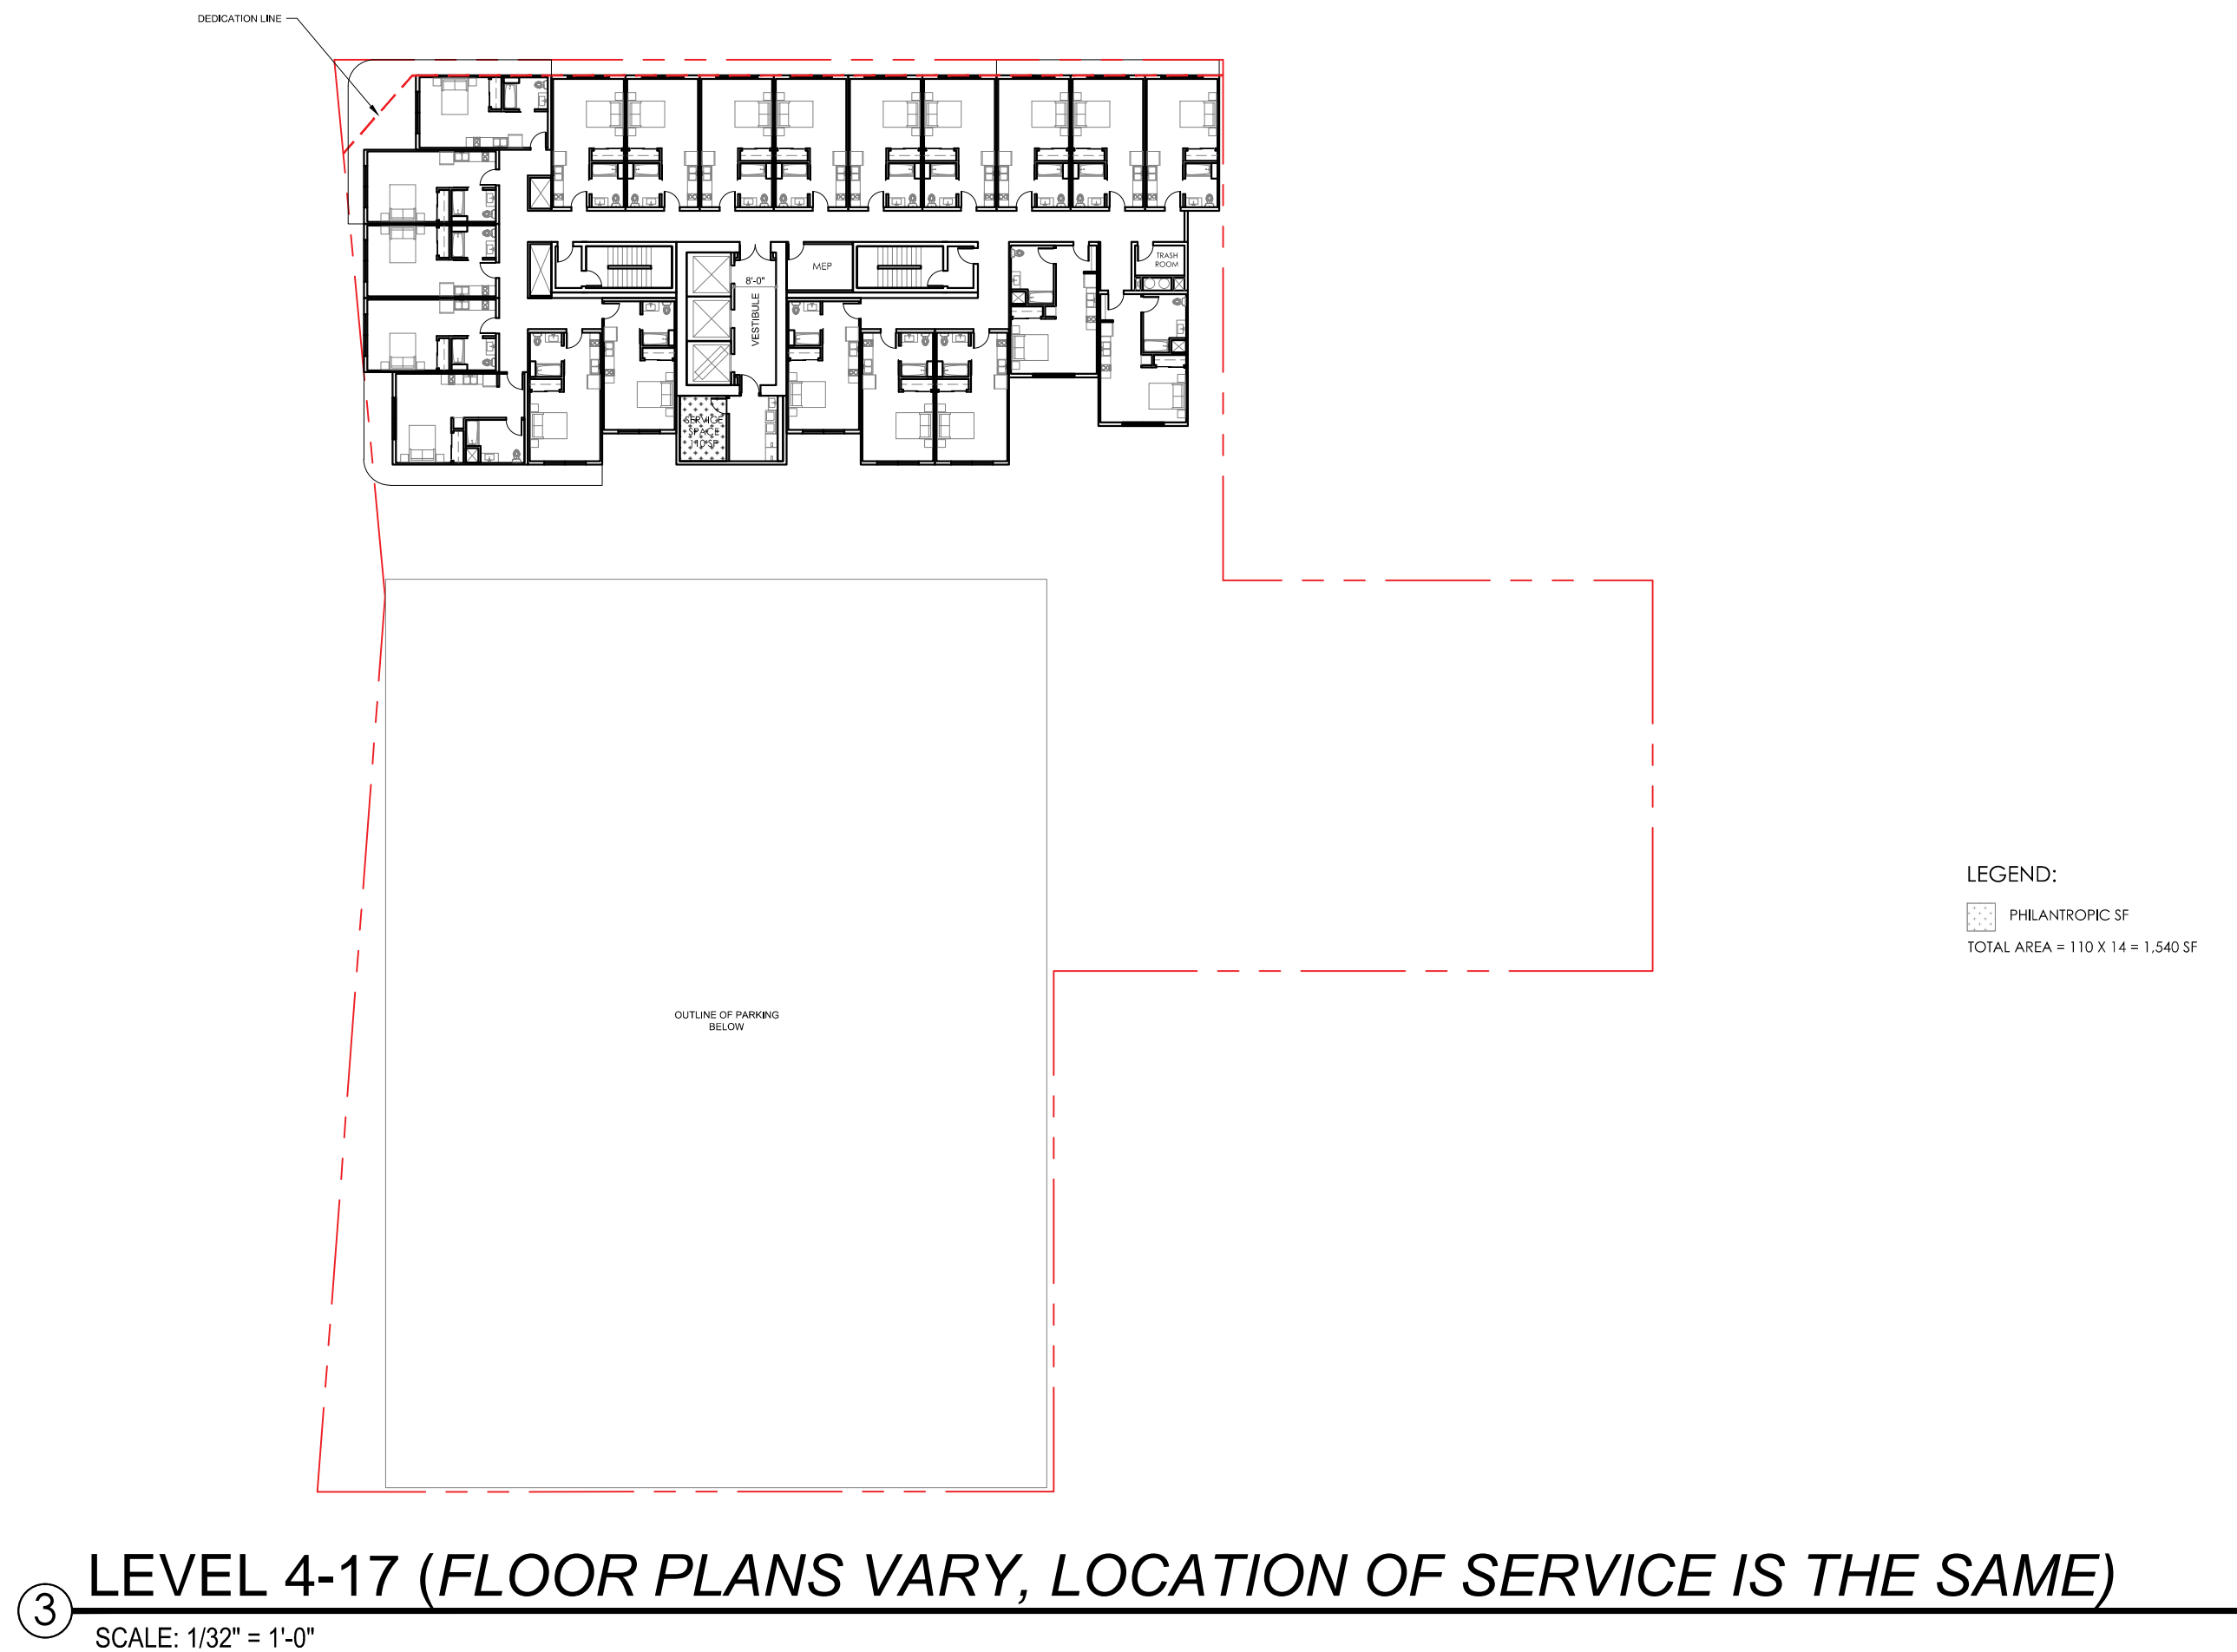 DEDICATION LINE
TRASH
ROOM
MEP
8'-0"
VESTIBULE
SERVICE
SPACE
110 SF
LEGEND:
PHILANTROPIC SF
TOTAL AREA = 110 X 14 = 1,540 SF
OUTLINE OF PARKING
BELOW
3
LEVEL 4-17 (FLOOR PLANS VARY, LOCATION OF SERVICE IS THE SAME)
SCALE: 1/32" = 1'-0"